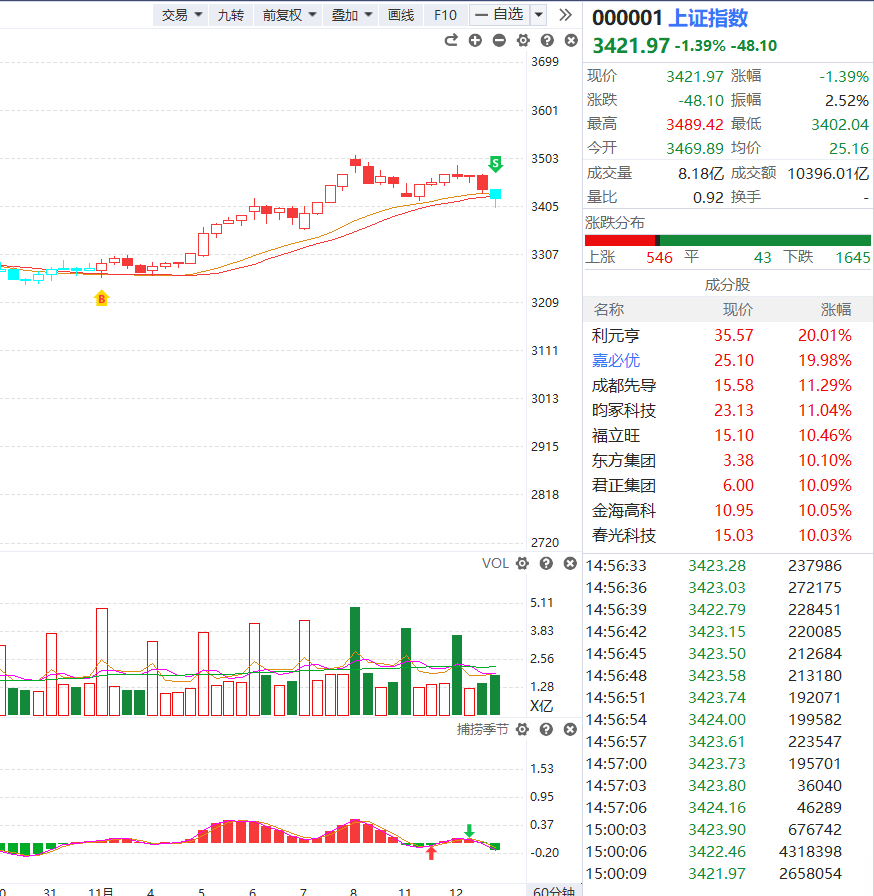 交易 九转 前复权 叠加 画线 F10 自选
3699
3601
3503
S
3405
3307
B
3209
3111
3013
2915
2818
2720
VOL
5.11
3.83
2.56
1.28
X亿
捕捞季节
1.53
0.95
0.37
-0.20
31 11月 4 5 6 7 8 11 12 60分钟
000001 上证指数
3421.97 -1.39% -48.10
现价 3421.97 涨幅 -1.39%
涨跌 -48.10 振幅 2.52%
最高 3489.42 最低 3402.04
今开 3469.89 均价 25.16
成交量 8.18亿 成交额 10396.01亿
量比 0.92 换手 -
涨跌分布
上涨 546 平 43 下跌 1645
成分股
名称 现价 涨幅
利元亨 35.57 20.01%
嘉必优 25.10 19.98%
成都先导 15.58 11.29%
昀冢科技 23.13 11.04%
福立旺 15.10 10.46%
东方集团 3.38 10.10%
君正集团 6.00 10.09%
金海高科 10.95 10.05%
春光科技 15.03 10.03%
14:56:33 3423.28 237986
14:56:36 3423.03 272175
14:56:39 3422.79 228451
14:56:42 3423.15 220085
14:56:45 3423.50 212684
14:56:48 3423.58 213180
14:56:51 3423.74 192071
14:56:54 3424.00 199582
14:56:57 3423.61 223547
14:57:00 3423.73 195701
14:57:03 3423.80 36040
14:57:06 3424.16 46289
15:00:03 3423.90 676742
15:00:06 3422.46 4318398
15:00:09 3421.97 2658054